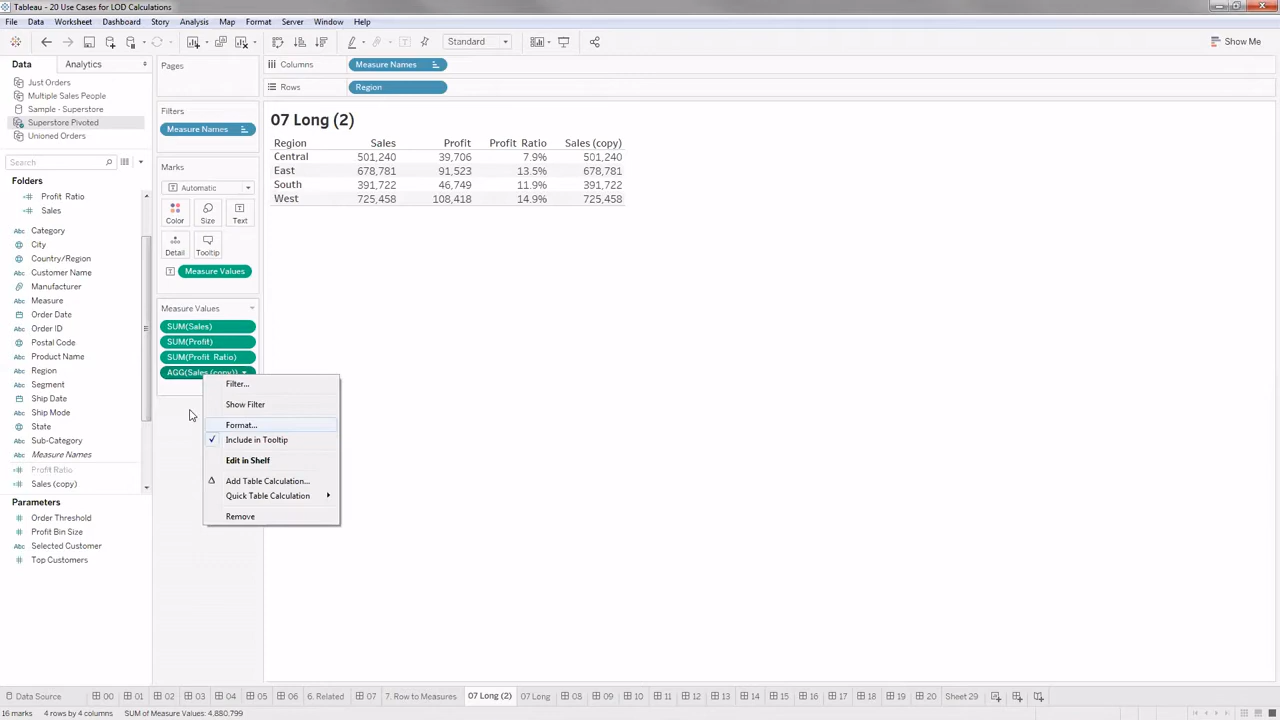 Tableau - 20 Use Cases for LOD Calculations
File Data Worksheet Dashboard Story Analysis Map Format Server Window Help
Standard
Show Me
Data Analytics
Just Orders
Multiple Sales People
Sample - Superstore
Superstore Pivoted
Unioned Orders
Search
Folders
Profit Ratio
Sales
Category
City
Country/Region
Customer Name
Manufacturer
Measure
Order Date
Order ID
Postal Code
Product Name
Region
Segment
Ship Date
Ship Mode
State
Sub-Category
Measure Names
Profit Ratio
Sales (copy)
Parameters
Order Threshold
Profit Bin Size
Selected Customer
Top Customers
Pages
Filters
Measure Names
Marks
Automatic
Color Size Text
Detail Tooltip
Measure Values
Measure Values
SUM(Sales)
SUM(Profit)
SUM(Profit Ratio)
AGG(Sales (copy))
Filter...
Show Filter
Format...
Include in Tooltip
Edit in Shelf
Add Table Calculation...
Quick Table Calculation
Remove
Columns Measure Names
Rows Region
07 Long (2)
Region Sales Profit Profit Ratio Sales (copy)
Central 501,240 39,706 7.9% 501,240
East 678,781 91,523 13.5% 678,781
South 391,722 46,749 11.9% 391,722
West 725,458 108,418 14.9% 725,458
Data Source 00 01 02 03 04 05 06 6. Related 07 7. Row to Measures 07 Long (2) 07 Long 08 09 10 11 12 13 14 15 16 17 18 19 20 Sheet 29
16 marks 4 rows by 4 columns SUM of Measure Values: 4,880,799